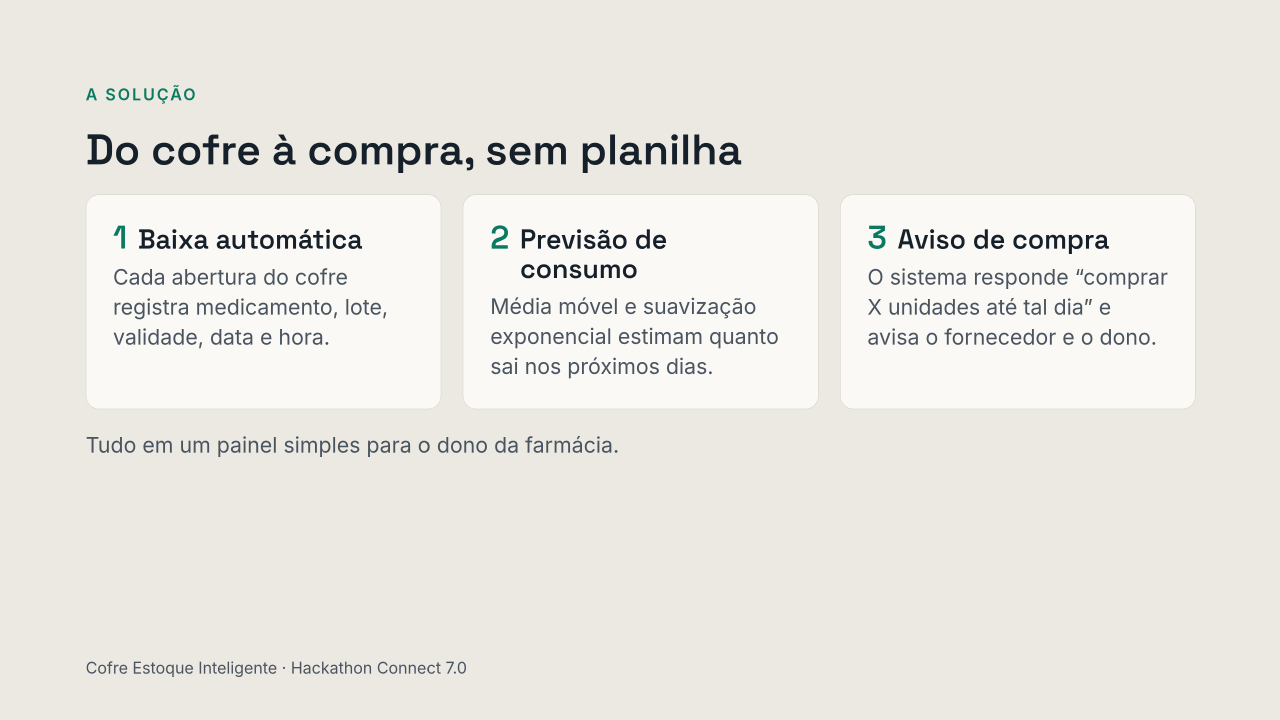 A SOLUÇÃO
Do cofre à compra, sem planilha
1 Baixa automática
Cada abertura do cofre
registra medicamento, lote,
validade, data e hora.
2 Previsão de
consumo
Média móvel e suavização
exponencial estimam quanto
sai nos próximos dias.
3 Aviso de compra
O sistema responde “comprar
X unidades até tal dia” e
avisa o fornecedor e o dono.
Tudo em um painel simples para o dono da farmácia.
Cofre Estoque Inteligente · Hackathon Connect 7.0